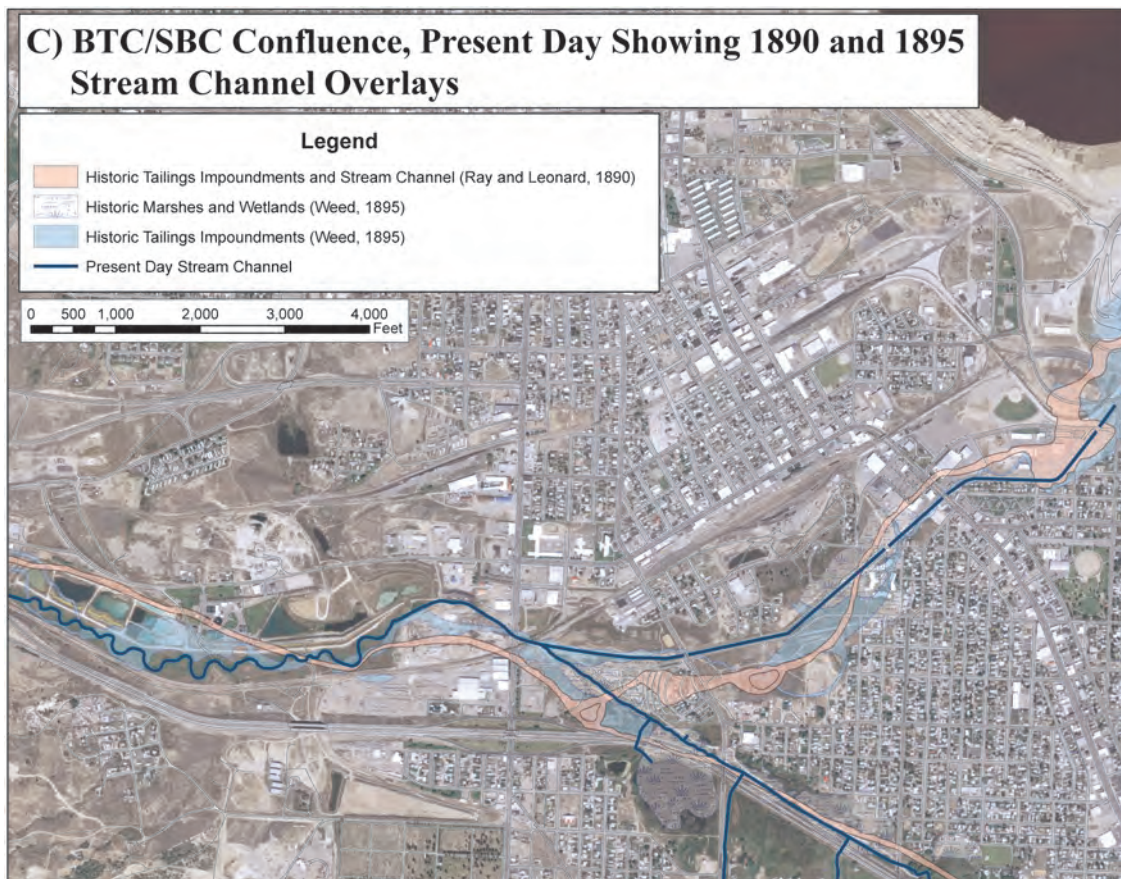 C) BTC/SBC Confluence, Present Day Showing 1890 and 1895
Stream Channel Overlays
Legend
Historic Tailings Impoundments and Stream Channel (Ray and Leonard, 1890)
Historic Marshes and Wetlands (Weed, 1895)
Historic Tailings Impoundments (Weed, 1895)
Present Day Stream Channel
0 500 1,000 2,000 3,000 4,000
Feet